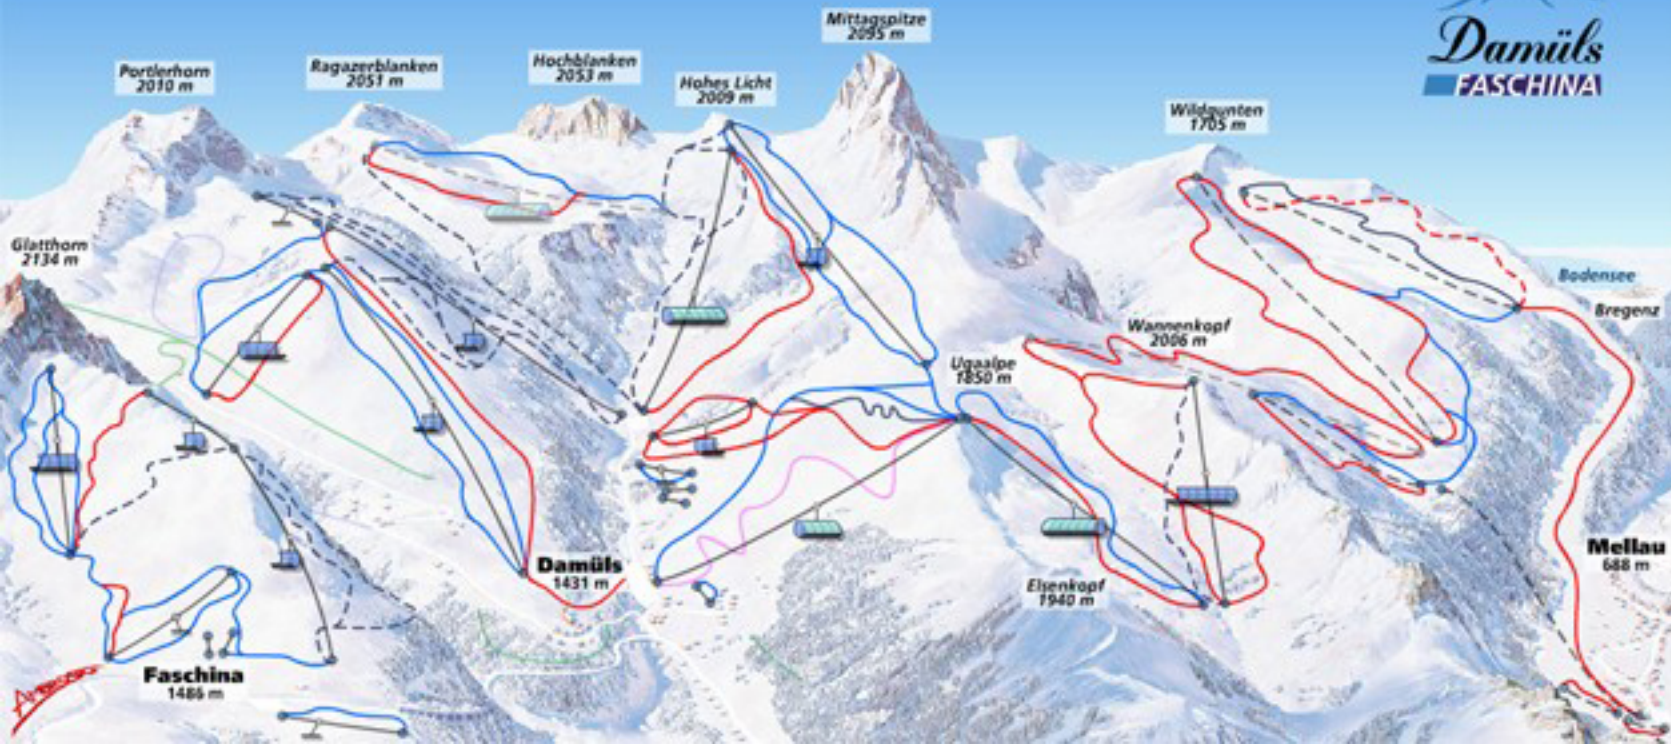 Mittagspitze
2095 m
Damüls
FASCHINA
Portlerhorn
2010 m
Ragazerblanken
2051 m
Hochblanken
2053 m
Hohes Licht
2009 m
Wildgunten
1705 m
Glatthorn
2134 m
Bodensee
Bregenz
Wannenkopf
2006 m
Ugaalpe
1850 m
Damüls
1431 m
Mellau
688 m
Elsenkopf
1940 m
Faschina
1486 m